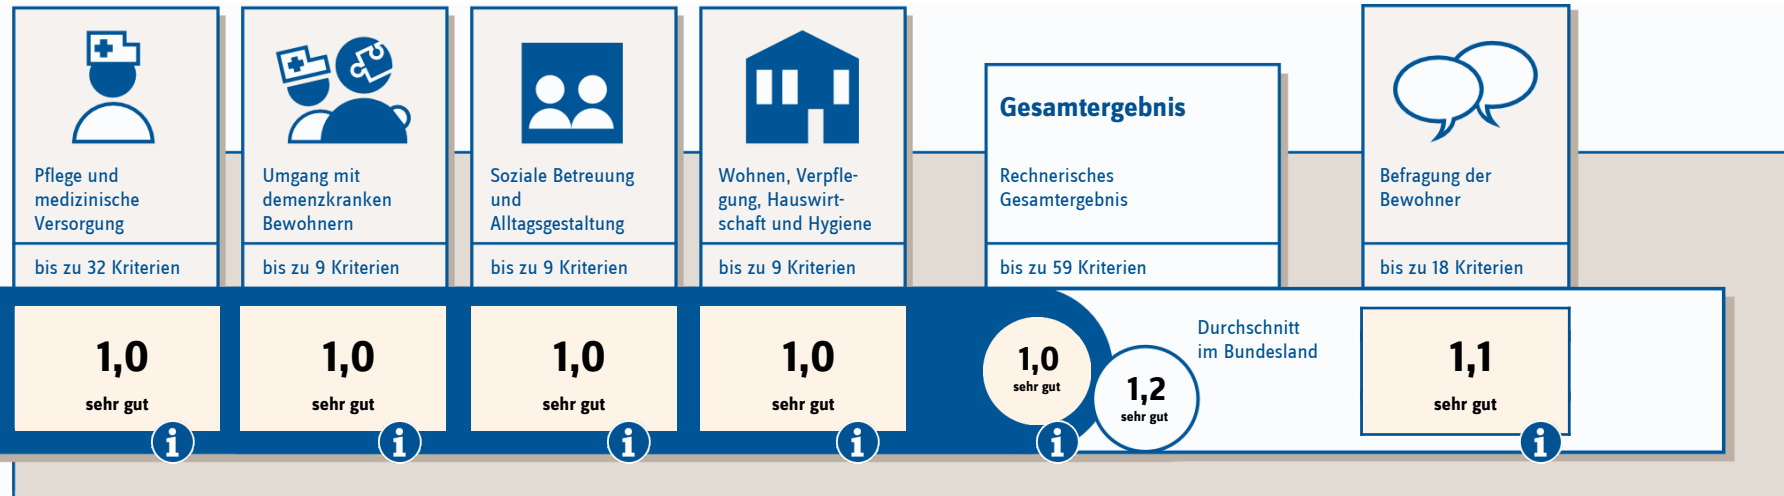 Pflege und
medizinische
Versorgung
bis zu 32 Kriterien
1,0
sehr gut
i
Umgang mit
demenzkranken
Bewohnern
bis zu 9 Kriterien
1,0
sehr gut
i
Soziale Betreuung
und
Alltagsgestaltung
bis zu 9 Kriterien
1,0
sehr gut
i
Wohnen, Verpfle-
gung, Hauswirt-
schaft und Hygiene
bis zu 9 Kriterien
1,0
sehr gut
i
Gesamtergebnis
Rechnerisches
Gesamtergebnis
bis zu 59 Kriterien
1,0
sehr gut
i
1,2
sehr gut
Durchschnitt
im Bundesland
Befragung der
Bewohner
bis zu 18 Kriterien
1,1
sehr gut
i